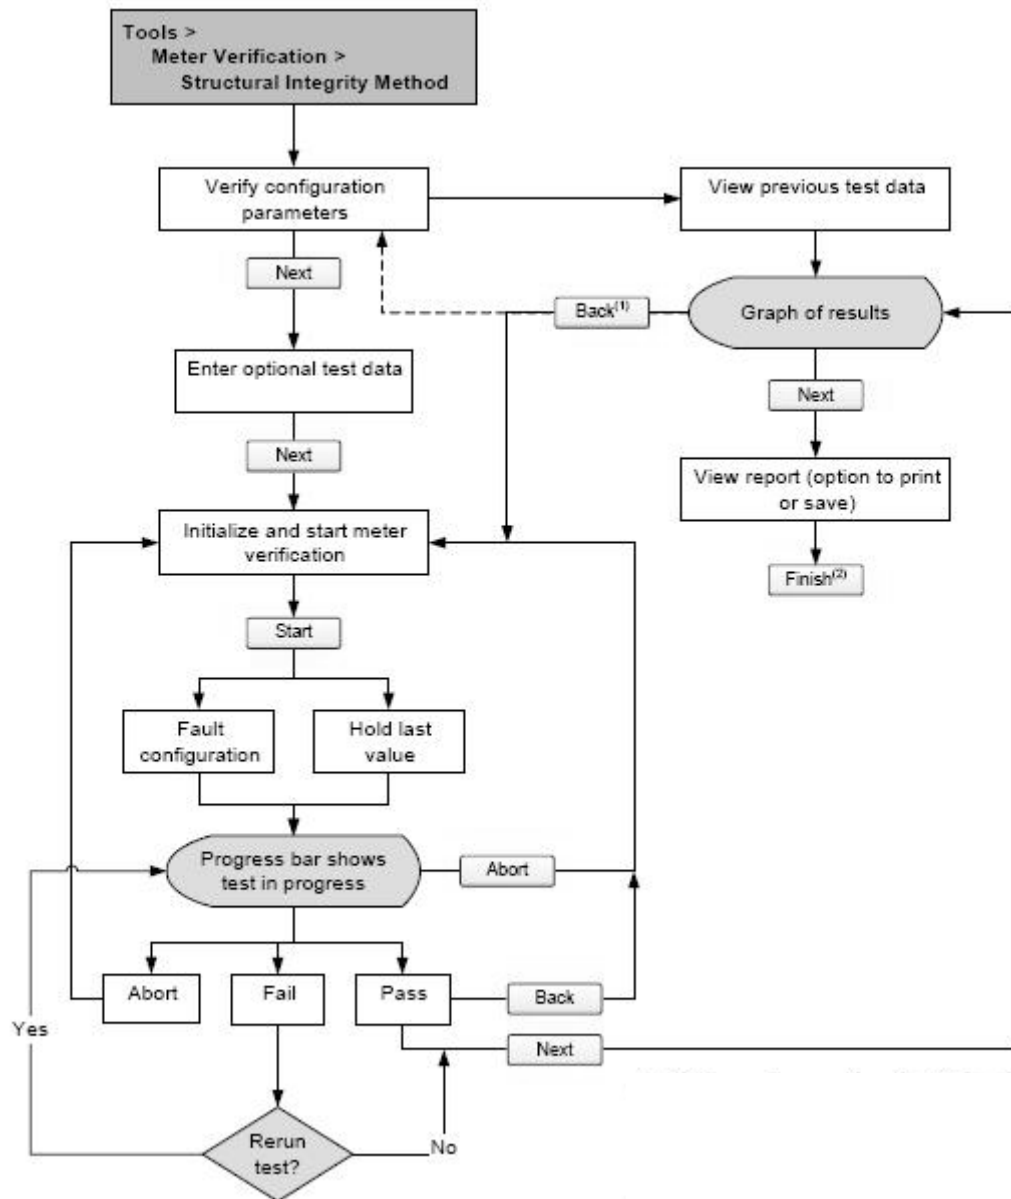 Tools >
Meter Verification >
Structural Integrity Method
Verify configuration
parameters
View previous test data
Next
Back(1)
Graph of results
Enter optional test data
Next
Next
View report (option to print
or save)
Initialize and start meter
verification
Finish(2)
Start
Fault
configuration
Hold last
value
Progress bar shows
test in progress
Abort
Abort
Fail
Pass
Back
Yes
Next
Rerun
test?
No